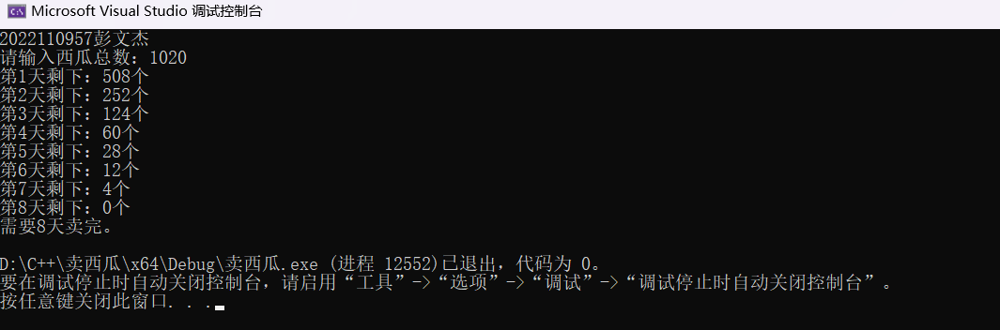 Microsoft Visual Studio 调试控制台
2022110957彭文杰
请输入西瓜总数：1020
第1天剩下：508个
第2天剩下：252个
第3天剩下：124个
第4天剩下：60个
第5天剩下：28个
第6天剩下：12个
第7天剩下：4个
第8天剩下：0个
需要8天卖完。
D:\C++\卖西瓜\x64\Debug\卖西瓜.exe (进程 12552)已退出，代码为 0。
要在调试停止时自动关闭控制台，请启用“工具”->“选项”->“调试”->“调试停止时自动关闭控制台”。
按任意键关闭此窗口. . .